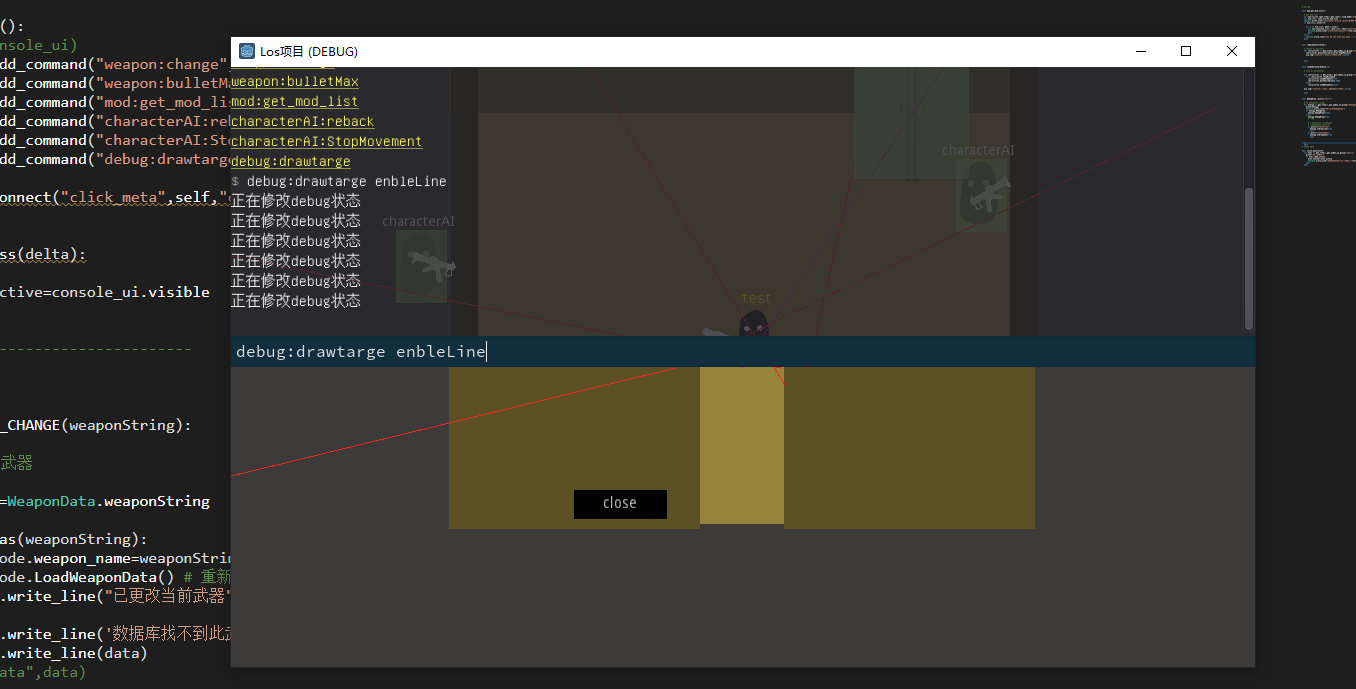 ():
nsole_ui)
dd_command("weapon:change"
dd_command("weapon:bulletMa
dd_command("mod:get_mod_lis
dd_command("characterAI:reb
dd_command("characterAI:Sto
dd_command("debug:drawtarge
onnect("click_meta",self,"
ss(delta):
ctive=console_ui.visible
----------------------
_CHANGE(weaponString):
武器
=WeaponData.weaponString
as(weaponString):
ode.weapon_name=weaponStrin
ode.LoadWeaponData() # 重新
.write_line("已更改当前武器"
.write_line('数据库找不到此武
.write_line(data)
ata",data)
Los项目 (DEBUG)
weapon:bulletMax
mod:get_mod_list
characterAI:reback
characterAI:StopMovement
debug:drawtarge
$ debug:drawtarge enbleLine
正在修改debug状态
正在修改debug状态
正在修改debug状态
正在修改debug状态
正在修改debug状态
正在修改debug状态
characterAI
characterAI
test
debug:drawtarge enbleLine
close